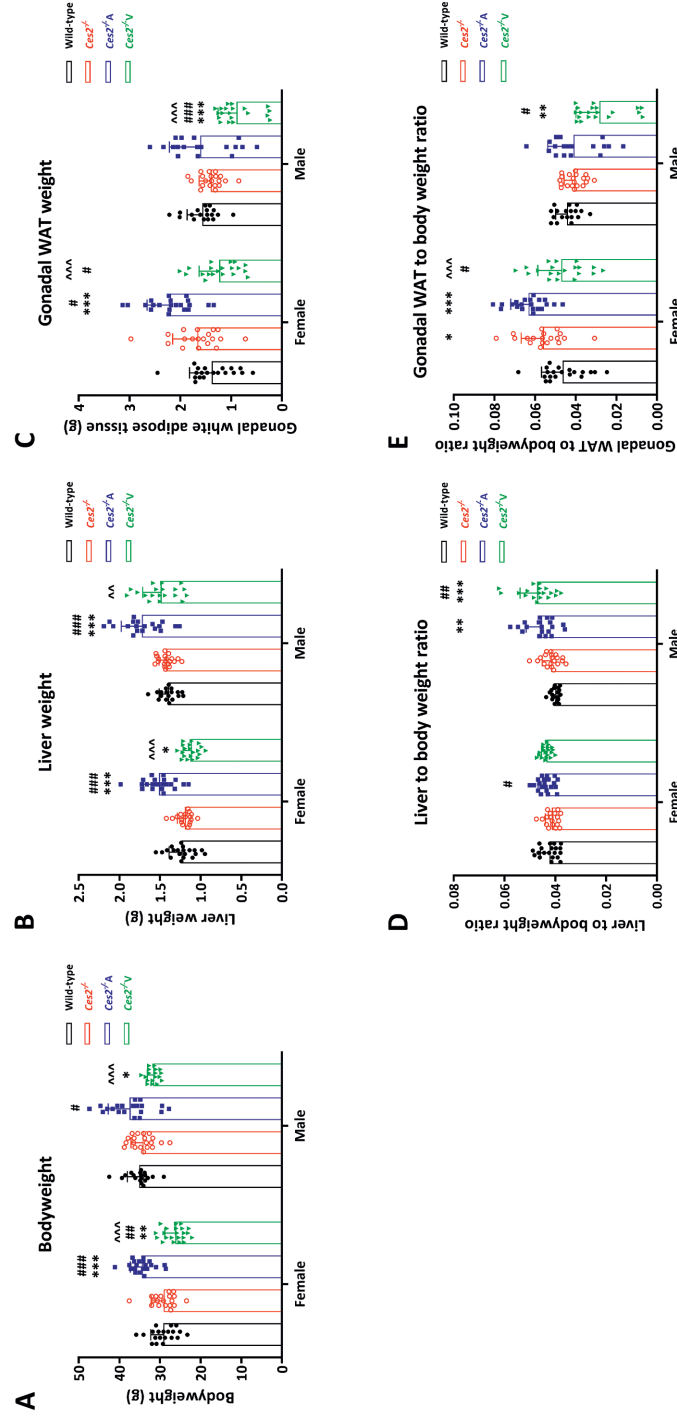 A
Bodyweight
Bodyweight (g)
50
40
30
20
10
0
### ***
^^^ ## **
#
^^^ *
Female
Male
Wild-type
Ces2-/-
Ces2-/-A
Ces2-/-V
B
Liver weight
Liver weight (g)
2.5
2.0
1.5
1.0
0.5
0.0
### ***
^^^ *
### ***
^^
Female
Male
Wild-type
Ces2-/-
Ces2-/-A
Ces2-/-V
C
Gonadal WAT weight
Gonadal white adipose tissue (g)
4
3
2
1
0
# ***
^^^ #
^^^ ### ***
Female
Male
Wild-type
Ces2-/-
Ces2-/-A
Ces2-/-V
D
Liver to body weight ratio
Liver to bodyweight ratio
0.08
0.06
0.04
0.02
0.00
#
**
## ***
Female
Male
Wild-type
Ces2-/-
Ces2-/-A
Ces2-/-V
E
Gonadal WAT to body weight ratio
Gonadal WAT to bodyweight ratio
0.10
0.08
0.06
0.04
0.02
0.00
*
***
^^^ #
# **
Female
Male
Wild-type
Ces2-/-
Ces2-/-A
Ces2-/-V